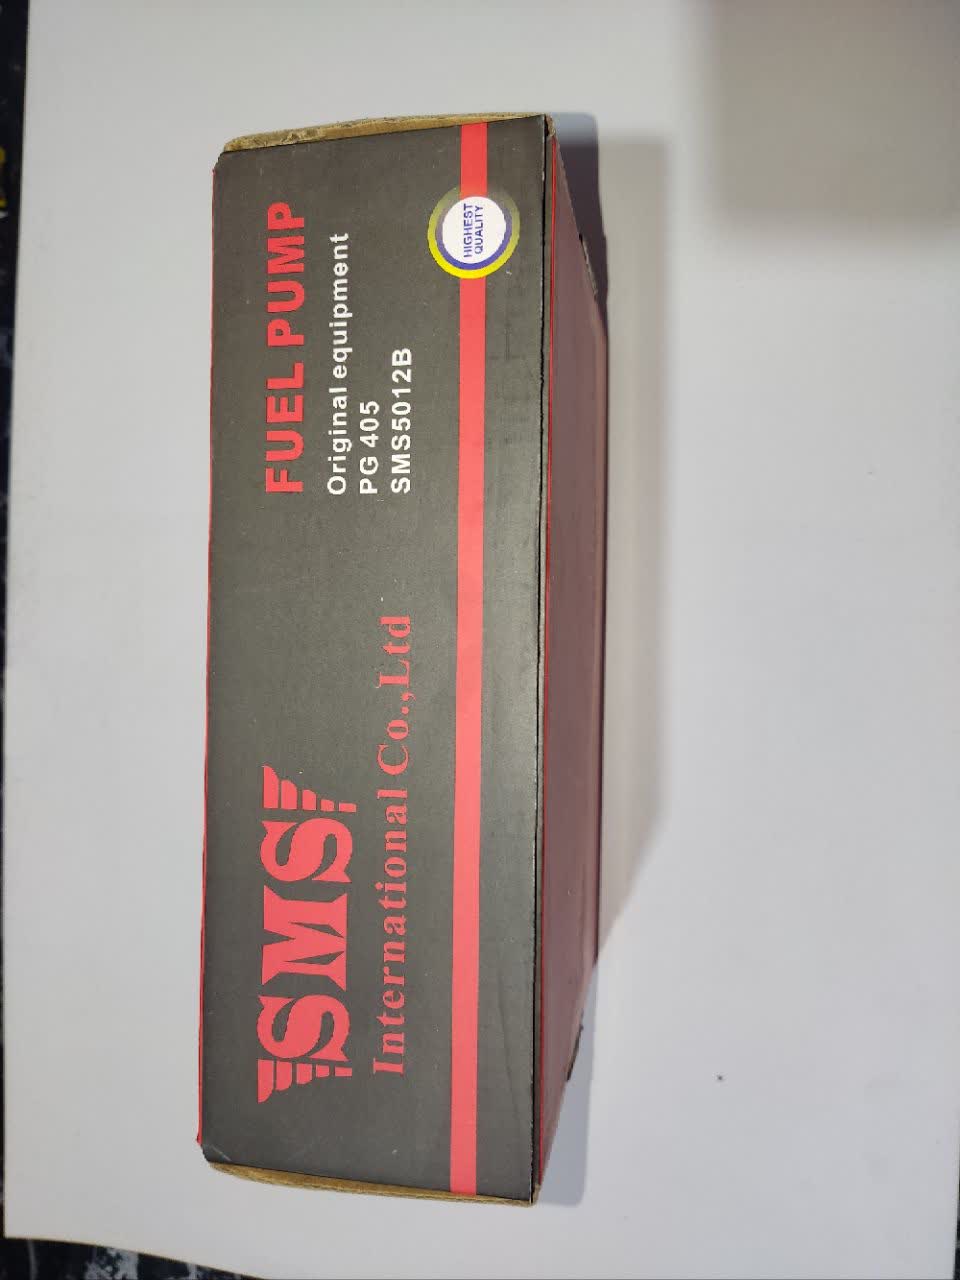 SMS
International Co.,Ltd
FUEL PUMP
Original equipment
PG 405
SMS5012B
HIGHEST
QUALITY